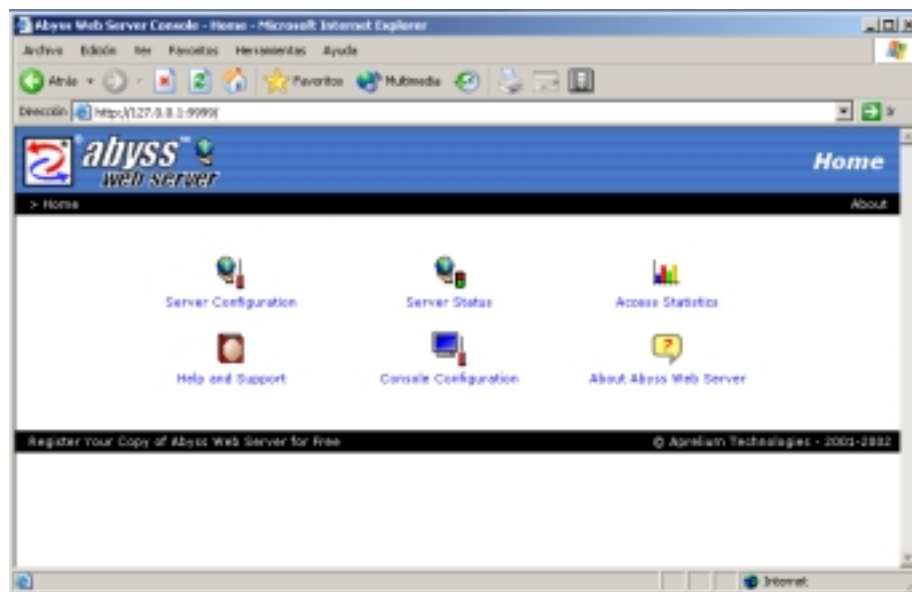 Abyss Web Server Console - Home - Microsoft Internet Explorer
Archivo Edición Ver Favoritos Herramientas Ayuda
Atrás Favoritos Multimedia
Dirección http://127.0.0.1:9999/ Ir
abyss™ Home
web server
> Home About
Server Configuration Server Status Access Statistics
Help and Support Console Configuration About Abyss Web Server
Register Your Copy of Abyss Web Server for Free © Aprelium Technologies - 2001-2002
Internet